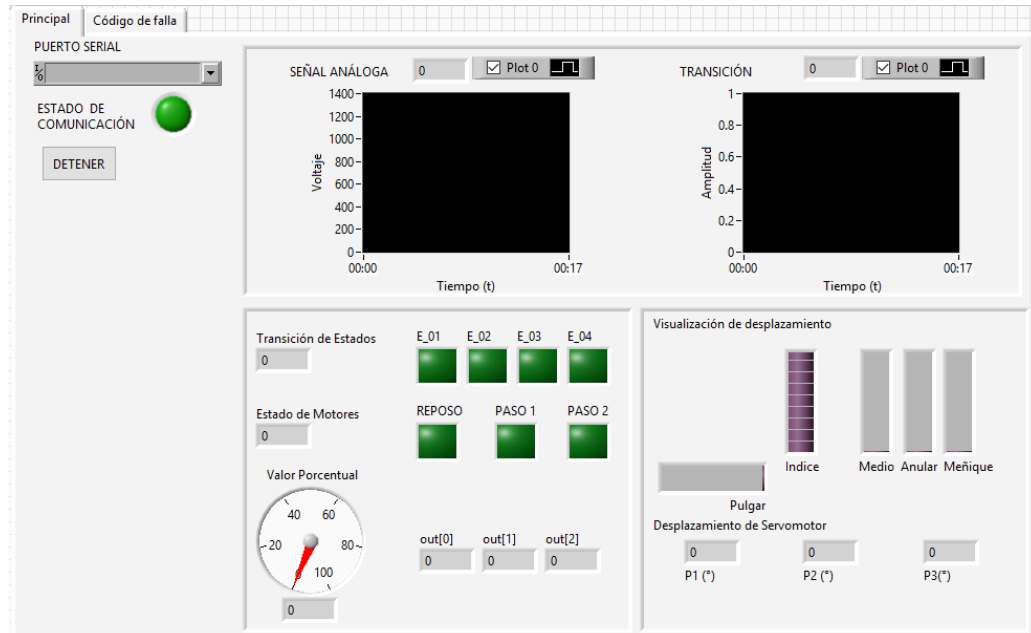 Principal Código de falla
PUERTO SERIAL
I/0
ESTADO DE
COMUNICACIÓN
DETENER
SEÑAL ANÁLOGA 0 Plot 0
1400
1200
1000
800
600
400
200
0
Voltaje
00:00 00:17
Tiempo (t)
TRANSICIÓN 0 Plot 0
1
0.8
0.6
0.4
0.2
0
Amplitud
00:00 00:17
Tiempo (t)
Transición de Estados
0
E_01 E_02 E_03 E_04
Estado de Motores
0
REPOSO PASO 1 PASO 2
Valor Porcentual
40 60
20 80
0 100
0
out[0] out[1] out[2]
0 0 0
Visualización de desplazamiento
Indice Medio Anular Meñique
Pulgar
Desplazamiento de Servomotor
0 0 0
P1 (°) P2 (°) P3(°)